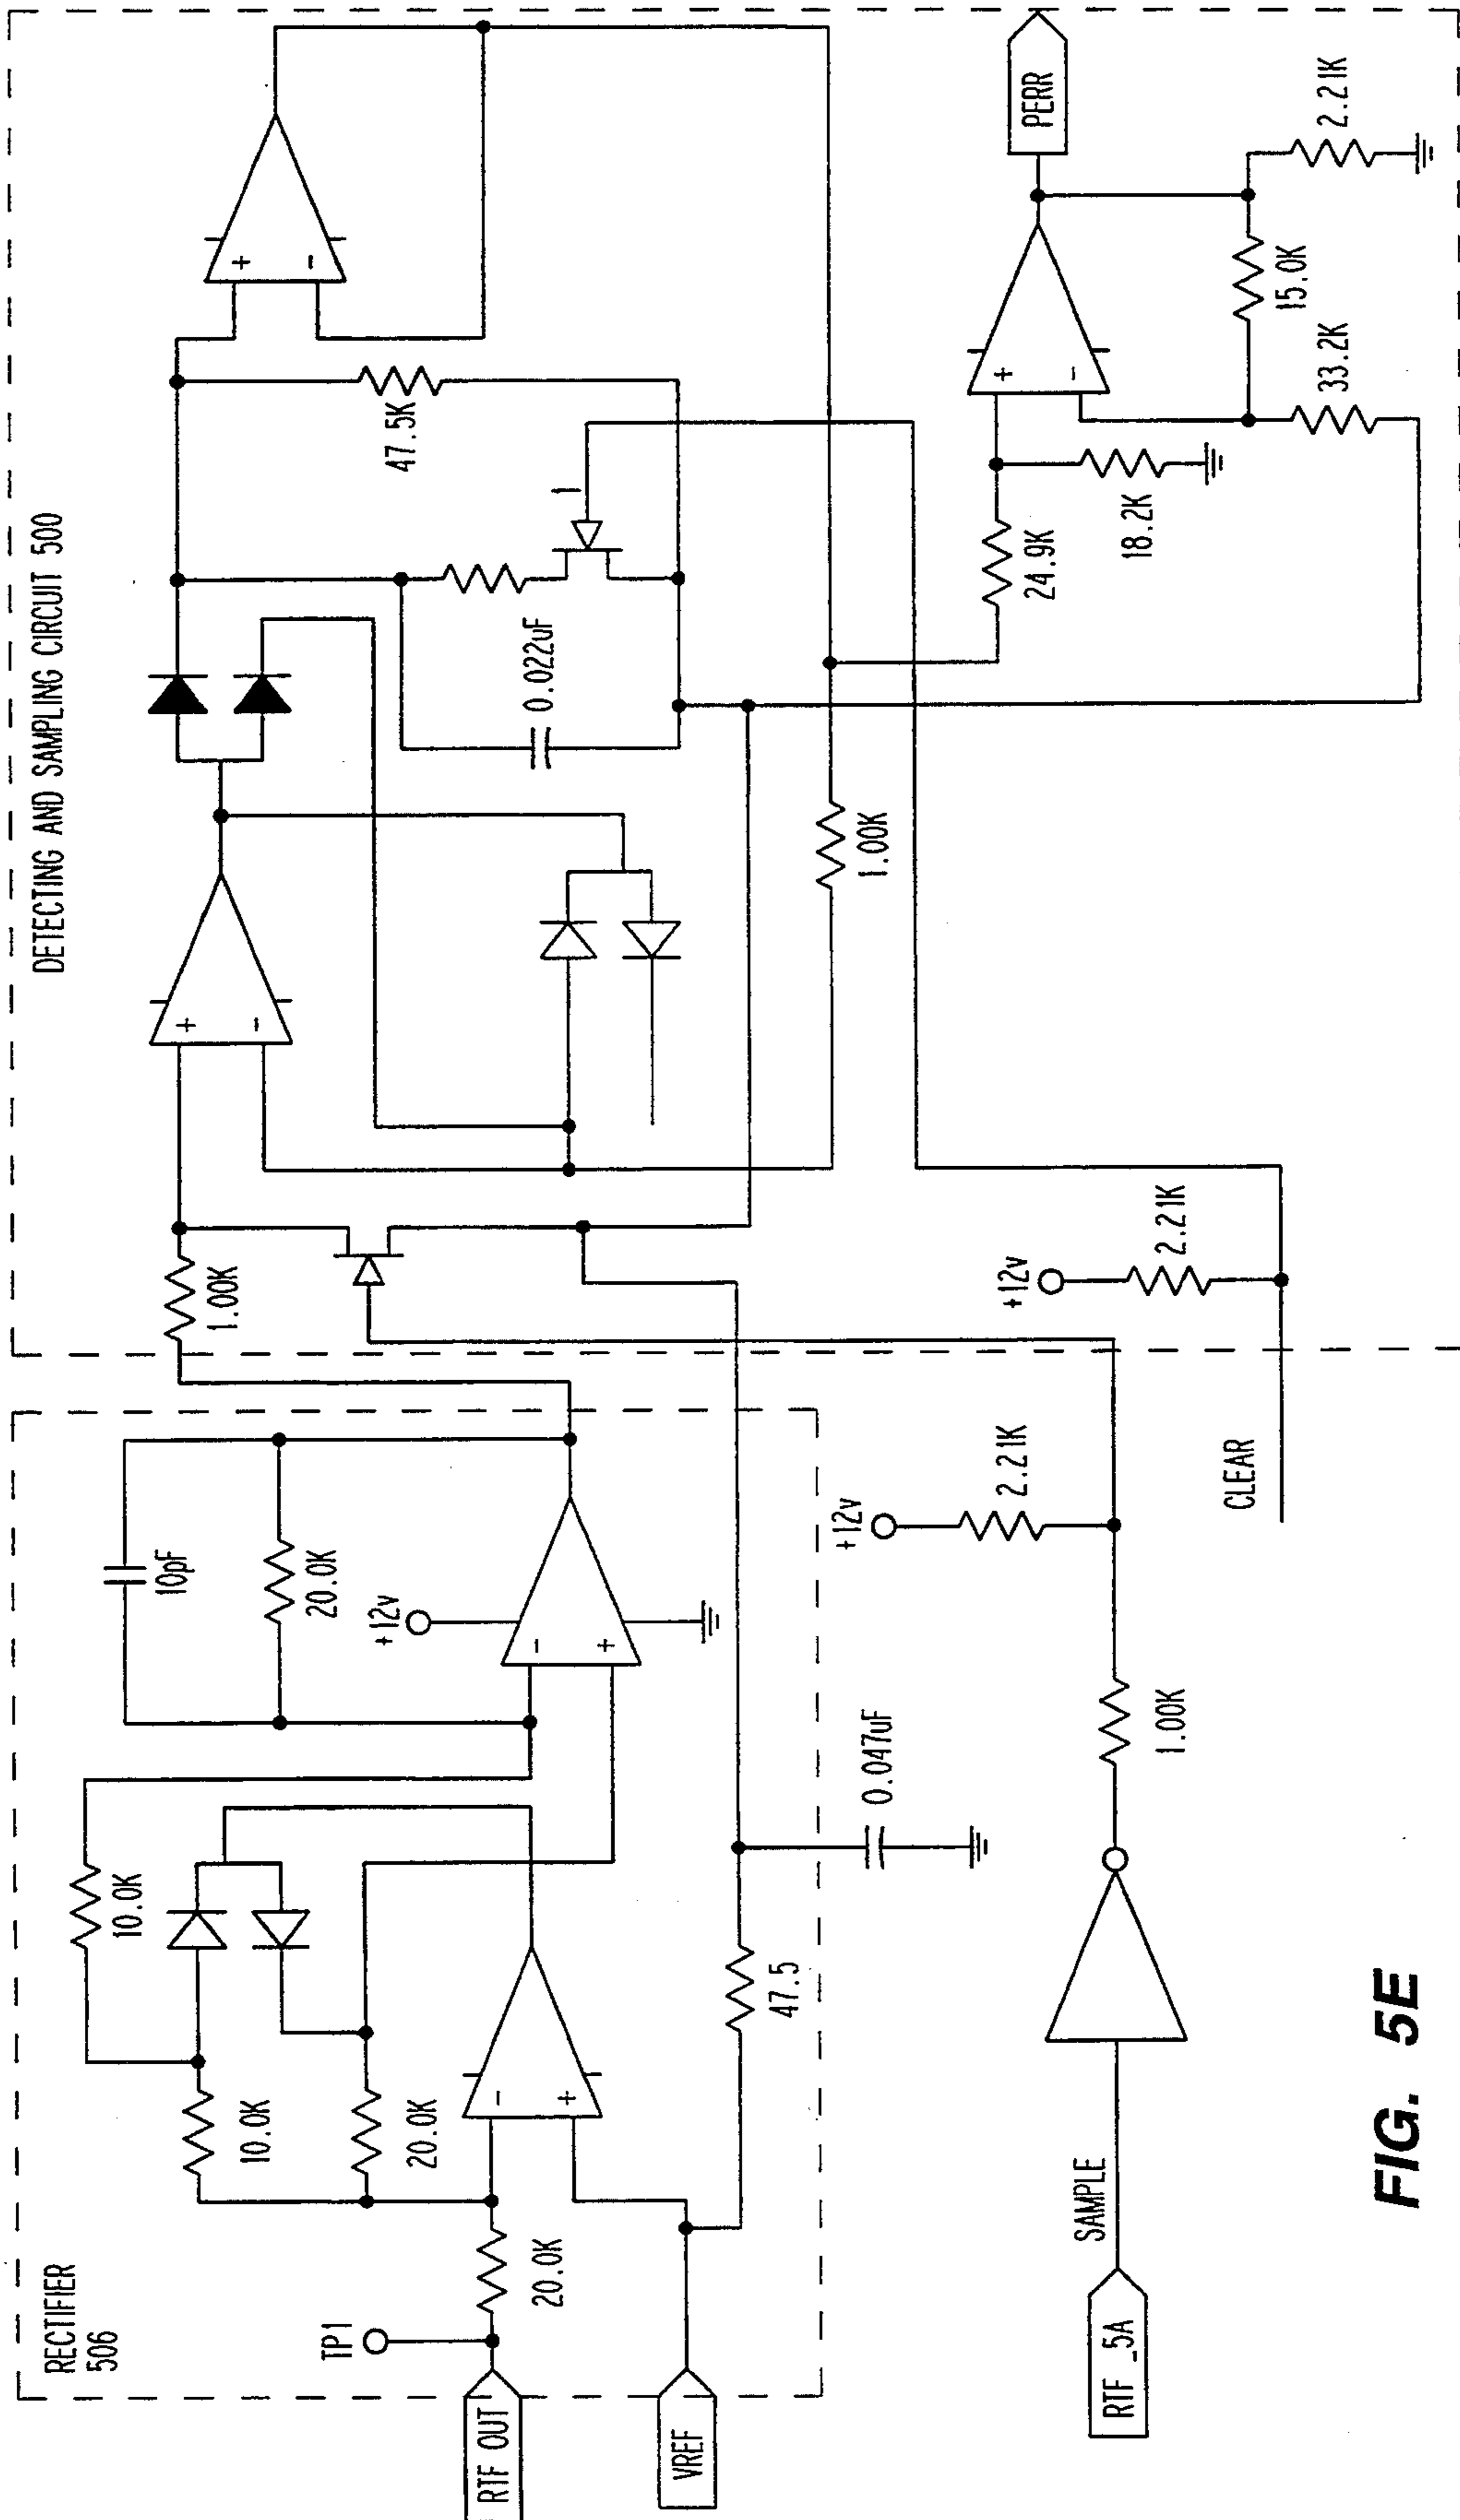 DETECTING AND SAMPLING CIRCUIT 500
+
-
47.5K
1
0.022uF
+
-
1.00K
1.00K
PERR
+
-
24.9K
18.2K
15.0K
33.2K
2.21K
+12v
2.21K
CLEAR
RECTIFIER
506
10pF
20.0K
+12v
-
+
10.0K
10.0K
20.0K
-
+
20.0K
TP1
RTF OUT
VREF
47.5
0.047uF
+12v
2.21K
1.00K
SAMPLE
RTF_5A
FIG. 5E